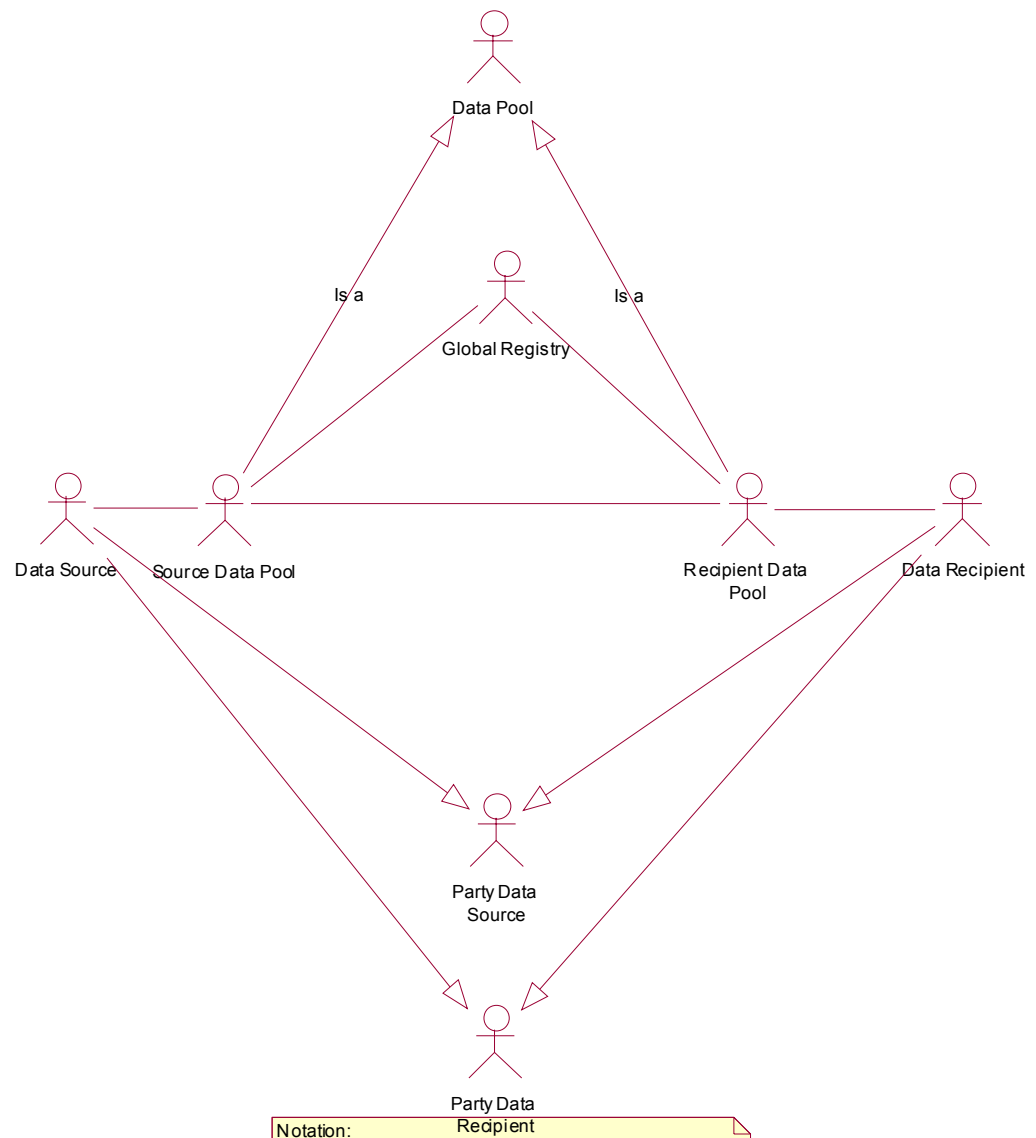 Data Pool
Is a
Is a
Global Registry
Data Source
Source Data Pool
Recipient Data
Pool
Data Recipient
Party Data
Source
Party Data
Recipient
Notation: